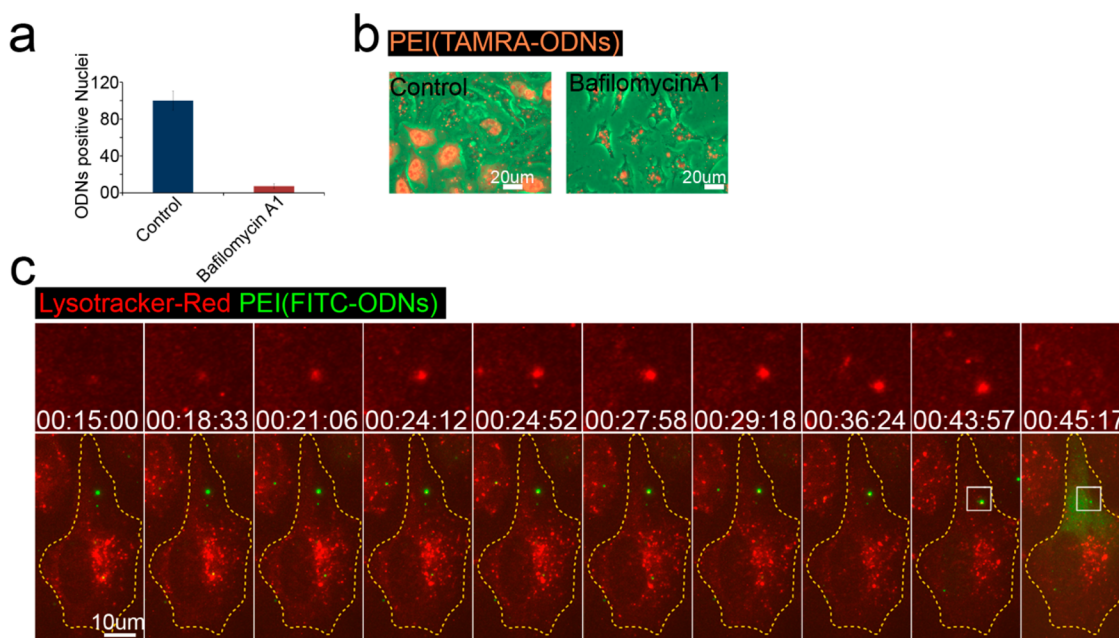 a
ODNs positive Nuclei
120
80
40
00
Control
Bafilomycin A1
b
PEI(TAMRA-ODNs)
Control
20um
BafilomycinA1
20um
c
Lysotracker-Red PEI(FITC-ODNs)
00:15:00 00:18:33 00:21:06 00:24:12 00:24:52 00:27:58 00:29:18 00:36:24 00:43:57 00:45:17
10um